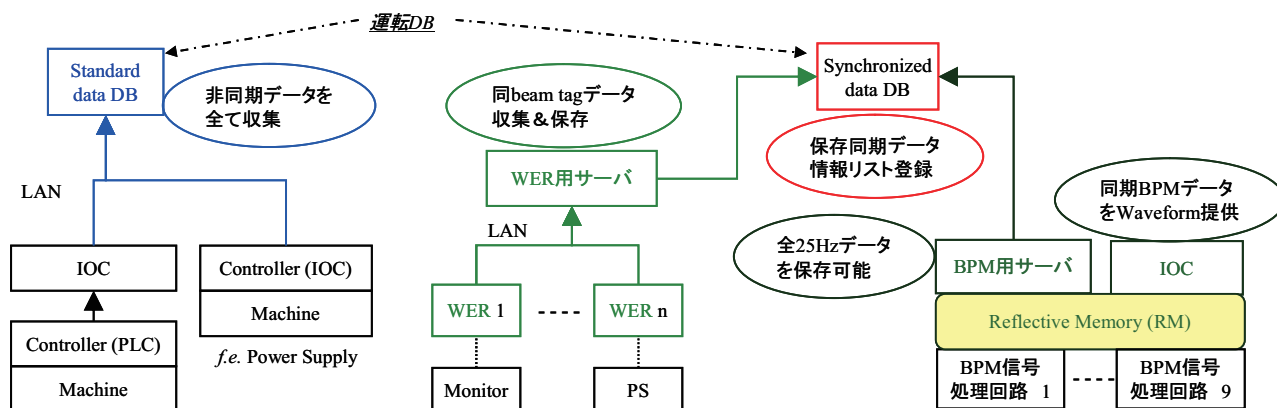 運転DB
Standard
data DB
非同期データを
全て収集
同beam tagデータ
収集＆保存
Synchronized
data DB
保存同期データ
情報リスト登録
LAN
WER用サーバ
LAN
同期BPMデータ
をWaveform提供
全25Hzデータ
を保存可能
IOC
Controller (IOC)
Machine
f.e. Power Supply
Controller (PLC)
Machine
WER 1
WER n
Monitor
PS
BPM用サーバ
IOC
Reflective Memory (RM)
BPM信号
処理回路 1
BPM信号
処理回路 9